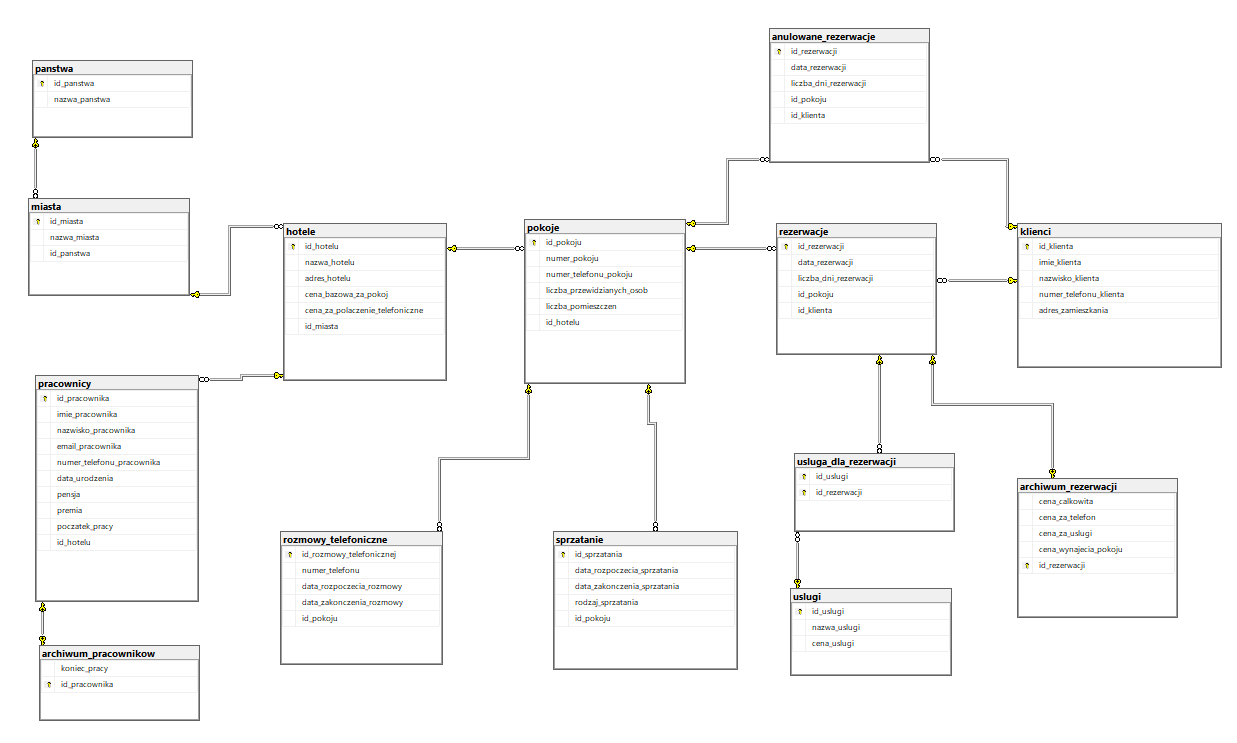 anulowane_rezerwacje
id_rezerwacji
data_rezerwacji
liczba_dni_rezerwacji
id_pokoju
id_klienta
panstwa
id_panstwa
nazwa_panstwa
miasta
id_miasta
nazwa_miasta
id_panstwa
hotele
id_hotelu
nazwa_hotelu
adres_hotelu
cena_bazowa_za_pokoj
cena_za_polaczenie_telefoniczne
id_miasta
pokoje
id_pokoju
numer_pokoju
numer_telefonu_pokoju
liczba_przewidzianych_osob
liczba_pomieszczen
id_hotelu
rezerwacje
id_rezerwacji
data_rezerwacji
liczba_dni_rezerwacji
id_pokoju
id_klienta
klienci
id_klienta
imie_klienta
nazwisko_klienta
numer_telefonu_klienta
adres_zamieszkania
pracownicy
id_pracownika
imie_pracownika
nazwisko_pracownika
email_pracownika
numer_telefonu_pracownika
data_urodzenia
pensja
premia
poczatek_pracy
id_hotelu
usluga_dla_rezerwacji
id_uslugi
id_rezerwacji
archiwum_rezerwacji
cena_calkowita
cena_za_telefon
cena_za_uslugi
cena_wynajecia_pokoju
id_rezerwacji
rozmowy_telefoniczne
id_rozmowy_telefonicznej
numer_telefonu
data_rozpoczecia_rozmowy
data_zakonczenia_rozmowy
id_pokoju
sprzatanie
id_sprzatania
data_rozpoczecia_sprzatania
data_zakonczenia_sprzatania
rodzaj_sprzatania
id_pokoju
uslugi
id_uslugi
nazwa_uslugi
cena_uslugi
archiwum_pracownikow
koniec_pracy
id_pracownika